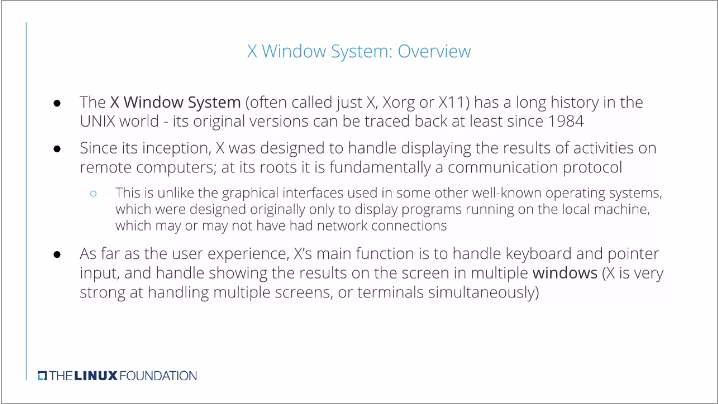 X Window System: Overview
● The X Window System (often called just X, Xorg or X11) has a long history in the
UNIX world - its original versions can be traced back at least since 1984
● Since its inception, X was designed to handle displaying the results of activities on
remote computers; at its roots it is fundamentally a communication protocol
○ This is unlike the graphical interfaces used in some other well-known operating systems,
which were designed originally only to display programs running on the local machine,
which may or may not have had network connections
● As far as the user experience, X's main function is to handle keyboard and pointer
input, and handle showing the results on the screen in multiple windows (X is very
strong at handling multiple screens, or terminals simultaneously)
THE LINUX FOUNDATION